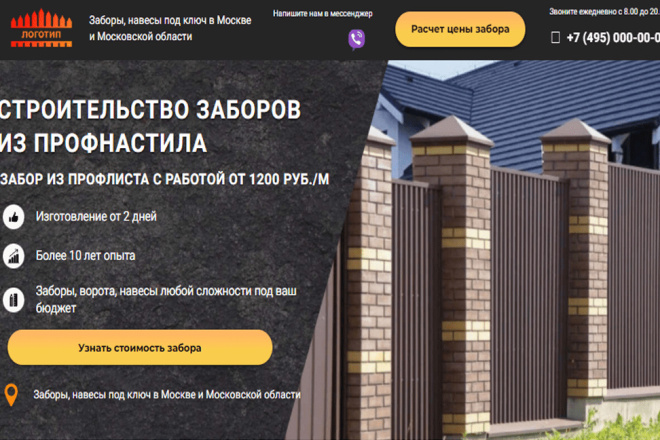 ЛОГОТИП
Заборы, навесы под ключ в Москве
и Московской области
Напишите нам в мессенджер
Расчет цены забора
Звоните ежедневно с 8.00 до 20.
+7 (495) 000-00-0
СТРОИТЕЛЬСТВО ЗАБОРОВ
ИЗ ПРОФНАСТИЛА
ЗАБОР ИЗ ПРОФЛИСТА С РАБОТОЙ ОТ 1200 РУБ./М
Изготовление от 2 дней
Более 10 лет опыта
Заборы, ворота, навесы любой сложности под ваш
бюджет
Узнать стоимость забора
Заборы, навесы под ключ в Москве и Московской области